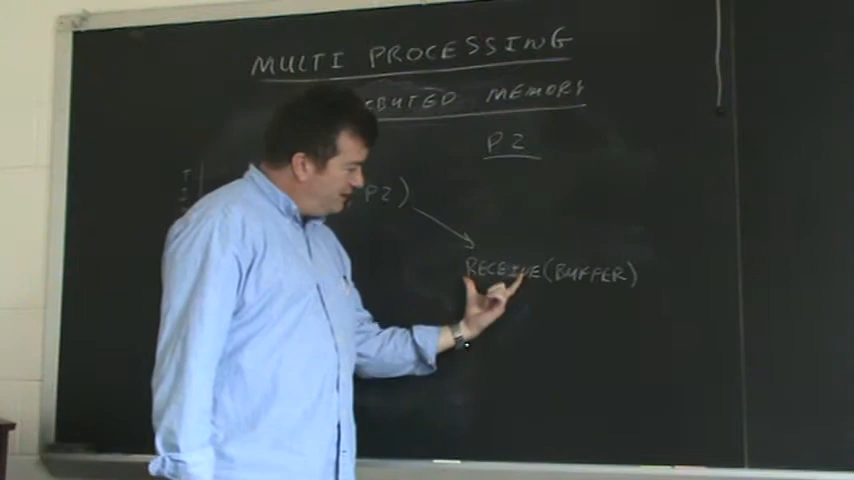 MULTI PROCESSING
MEMORY
P2
P2)
RECEIVE(BUFFER)